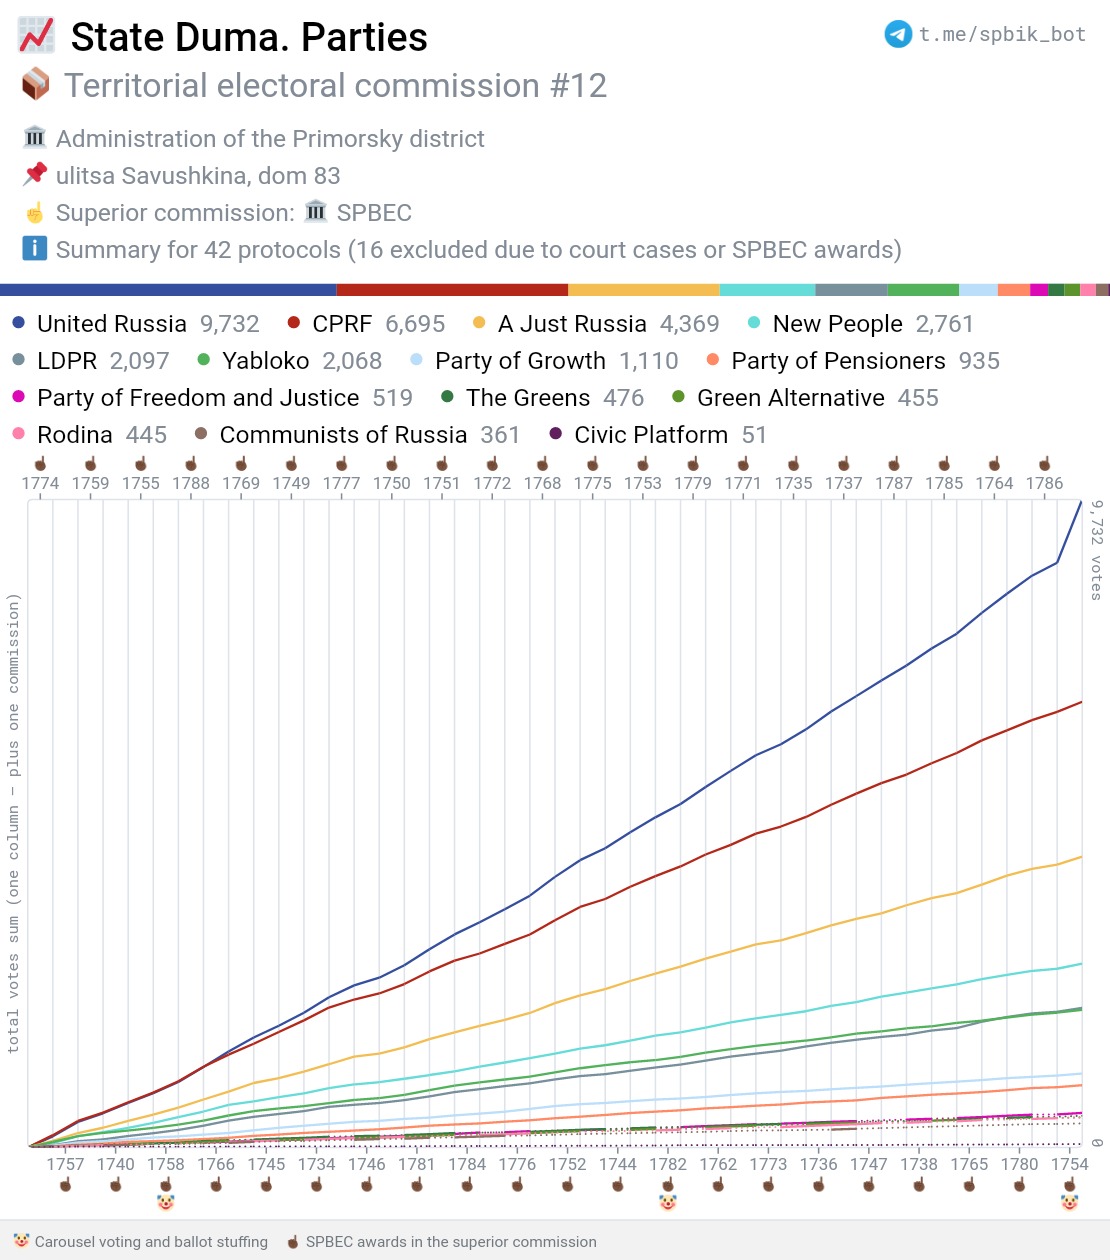 State Duma. Parties
t.me/spbik_bot
Territorial electoral commission #12
Administration of the Primorsky district
ulitsa Savushkina, dom 83
Superior commission: SPBEC
Summary for 42 protocols (16 excluded due to court cases or SPBEC awards)
United Russia 9,732 CPRF 6,695 A Just Russia 4,369 New People 2,761
LDPR 2,097 Yabloko 2,068 Party of Growth 1,110 Party of Pensioners 935
Party of Freedom and Justice 519 The Greens 476 Green Alternative 455
Rodina 445 Communists of Russia 361 Civic Platform 51
1774 1759 1755 1788 1769 1749 1777 1750 1751 1772 1768 1775 1753 1779 1771 1735 1737 1787 1785 1764 1786
9,732 votes
total votes sum (one column – plus one commission)
0
1757 1740 1758 1766 1745 1734 1746 1781 1784 1776 1752 1744 1782 1762 1773 1736 1747 1738 1765 1780 1754
Carousel voting and ballot stuffing SPBEC awards in the superior commission